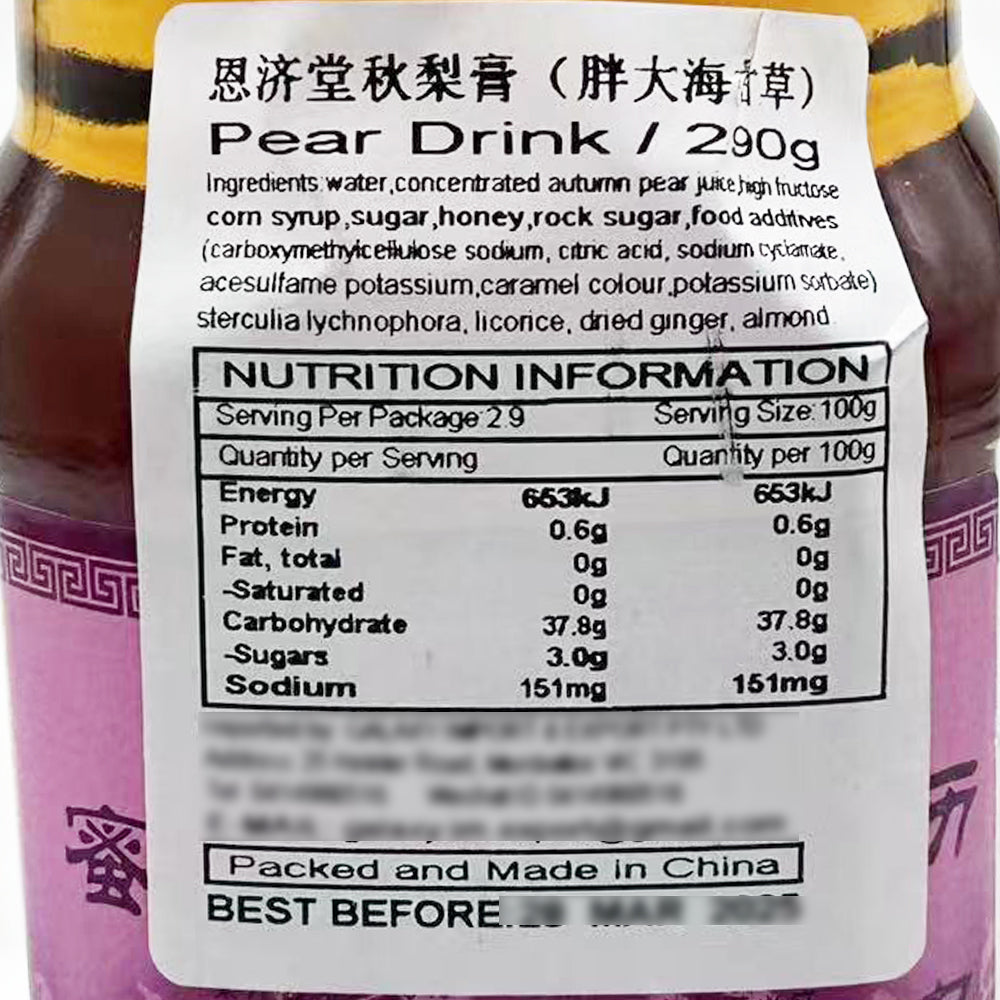 恩济堂秋梨膏（胖大海甘草)
Pear Drink / 290g
Ingredients:water,concentrated autumn pear juice,high fructose
corn syrup,sugar,honey,rock sugar,food additives
(carboxymethylcellulose sodium, citric acid, sodium cyclamate,
acesulfame potassium,caramel colour,potassium sorbate)
sterculia lychnophora, licorice, dried ginger, almond
NUTRITION INFORMATION
Serving Per Package:2.9 Serving Size:100g
Quantity per Serving Quantity per 100g
Energy 653kJ 653kJ
Protein 0.6g 0.6g
Fat, total 0g 0g
-Saturated 0g 0g
Carbohydrate 37.8g 37.8g
-Sugars 3.0g 3.0g
Sodium 151mg 151mg
蜜
Packed and Made in China
BEST BEFORE